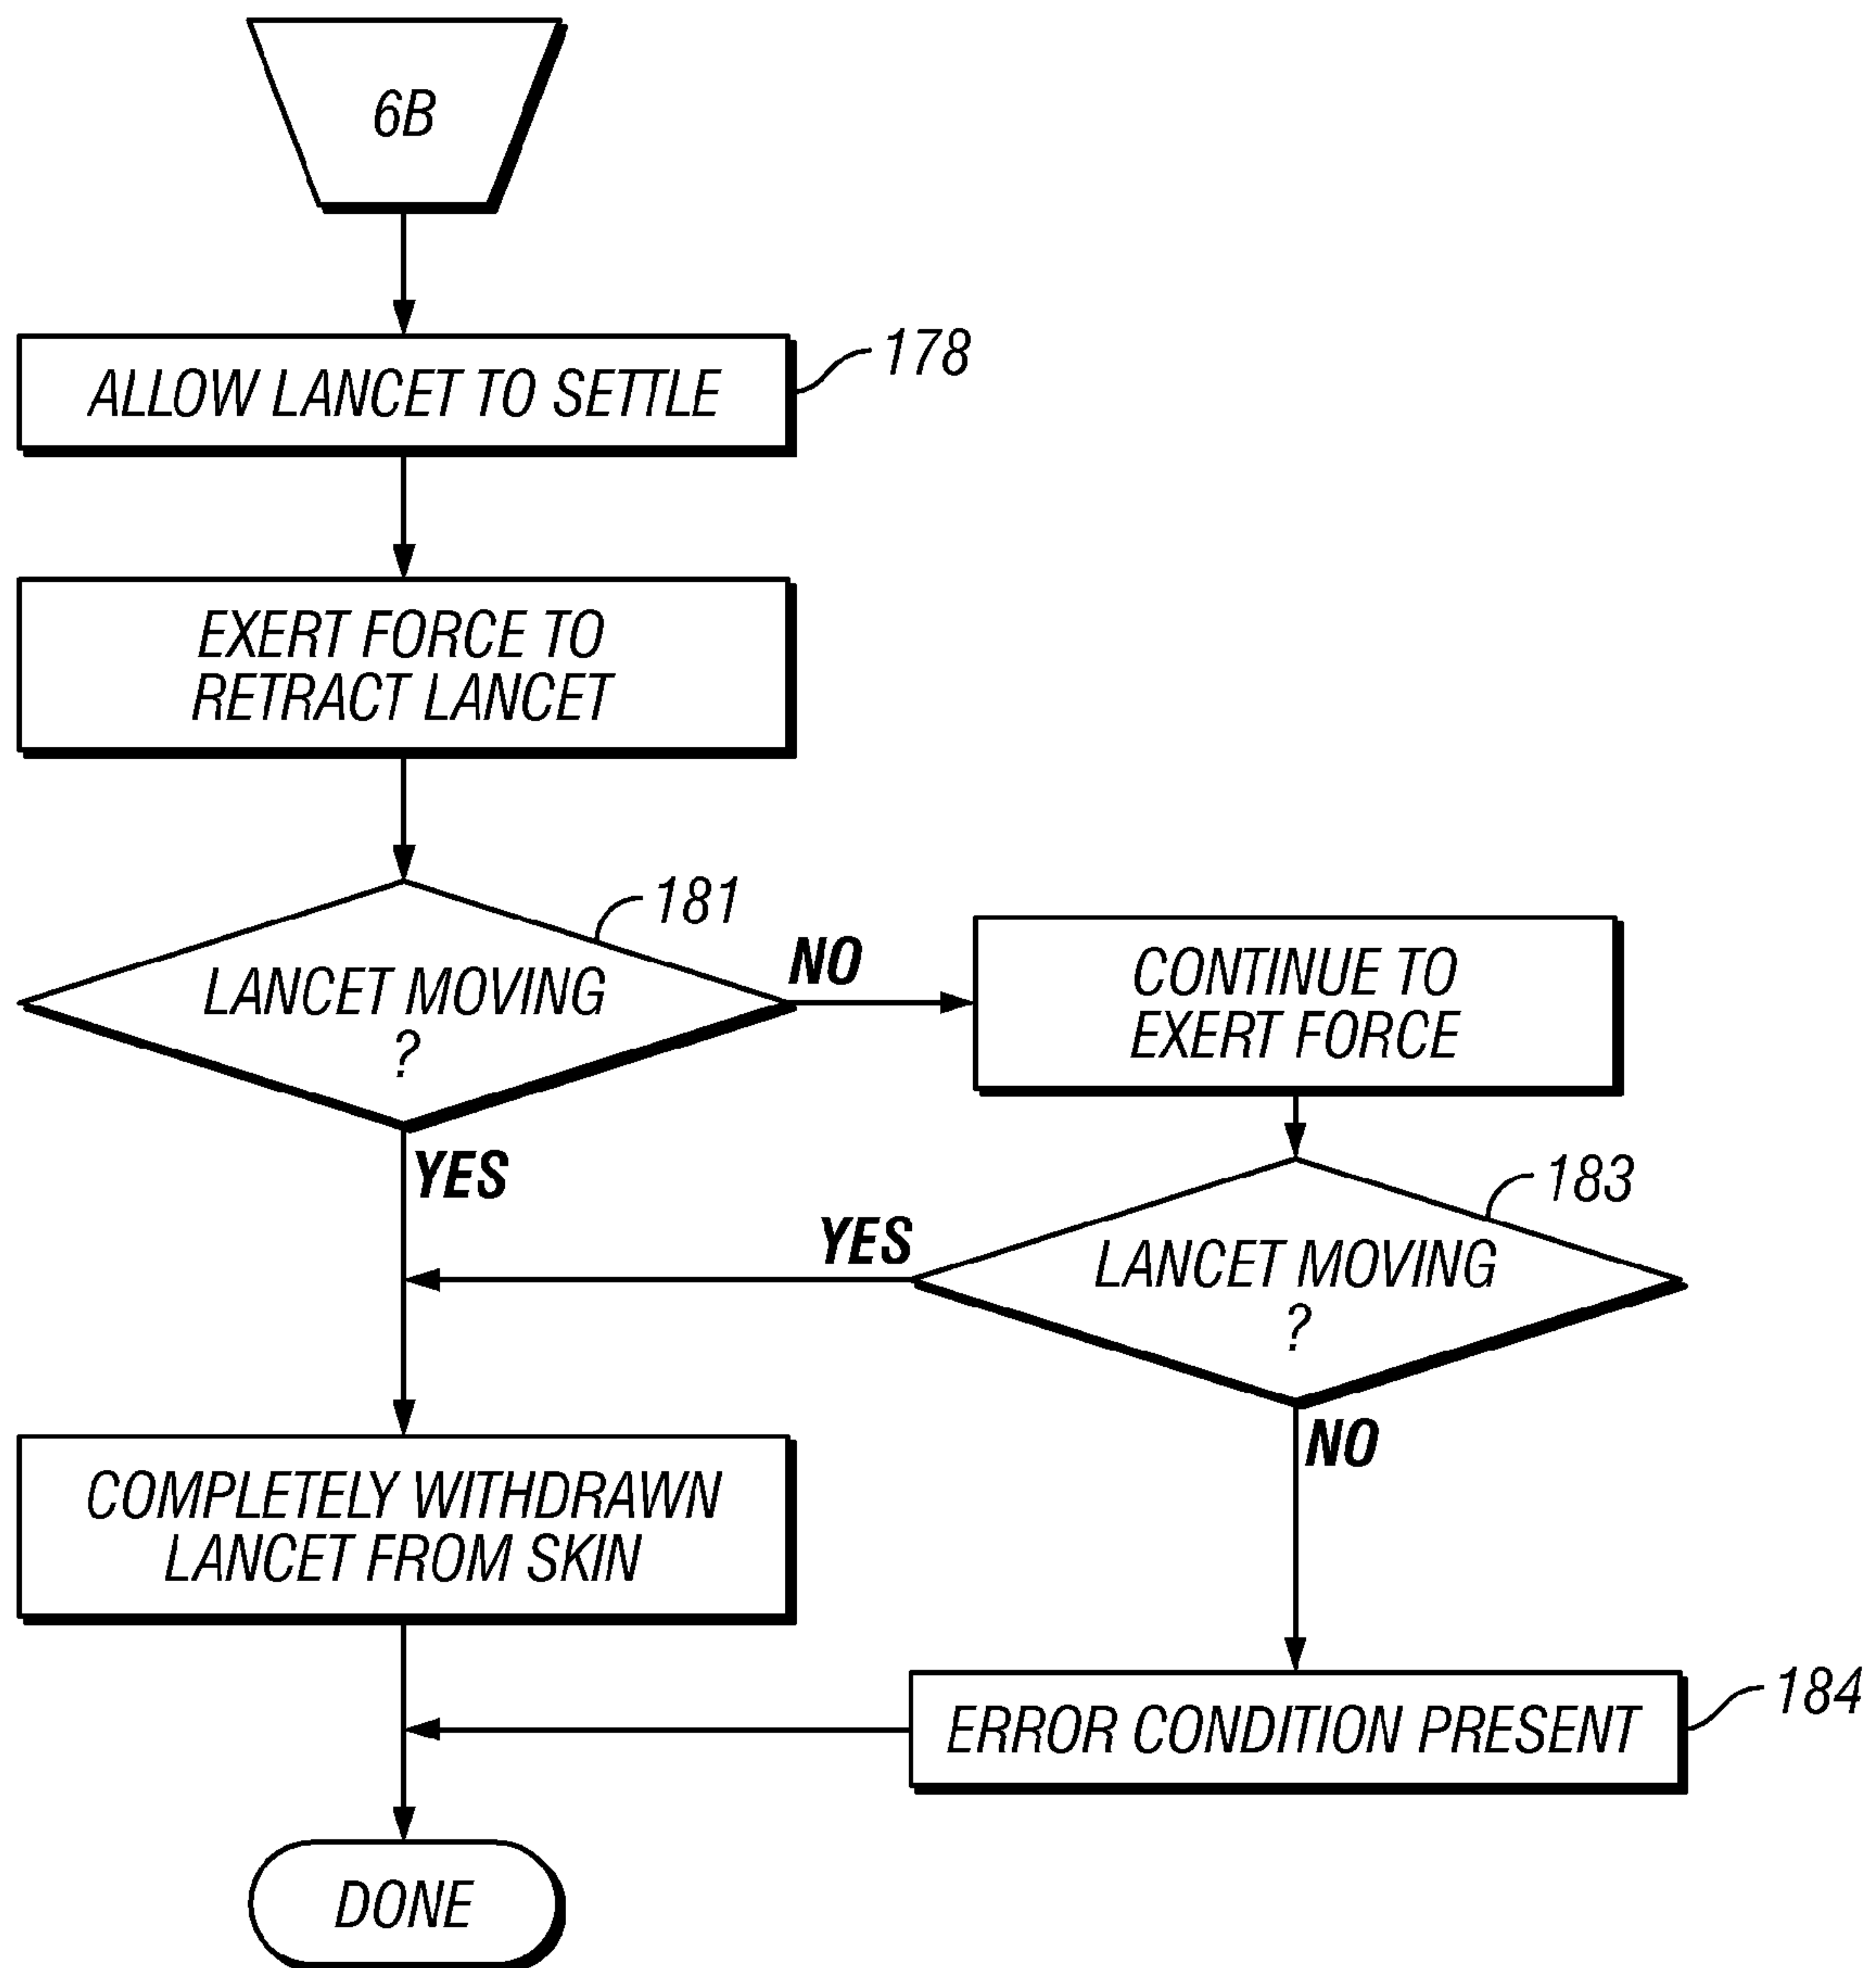 6B
ALLOW LANCET TO SETTLE
178
EXERT FORCE TO
RETRACT LANCET
181
LANCET MOVING
?
NO
CONTINUE TO
EXERT FORCE
YES
183
YES
LANCET MOVING
?
NO
COMPLETELY WITHDRAWN
LANCET FROM SKIN
184
ERROR CONDITION PRESENT
DONE